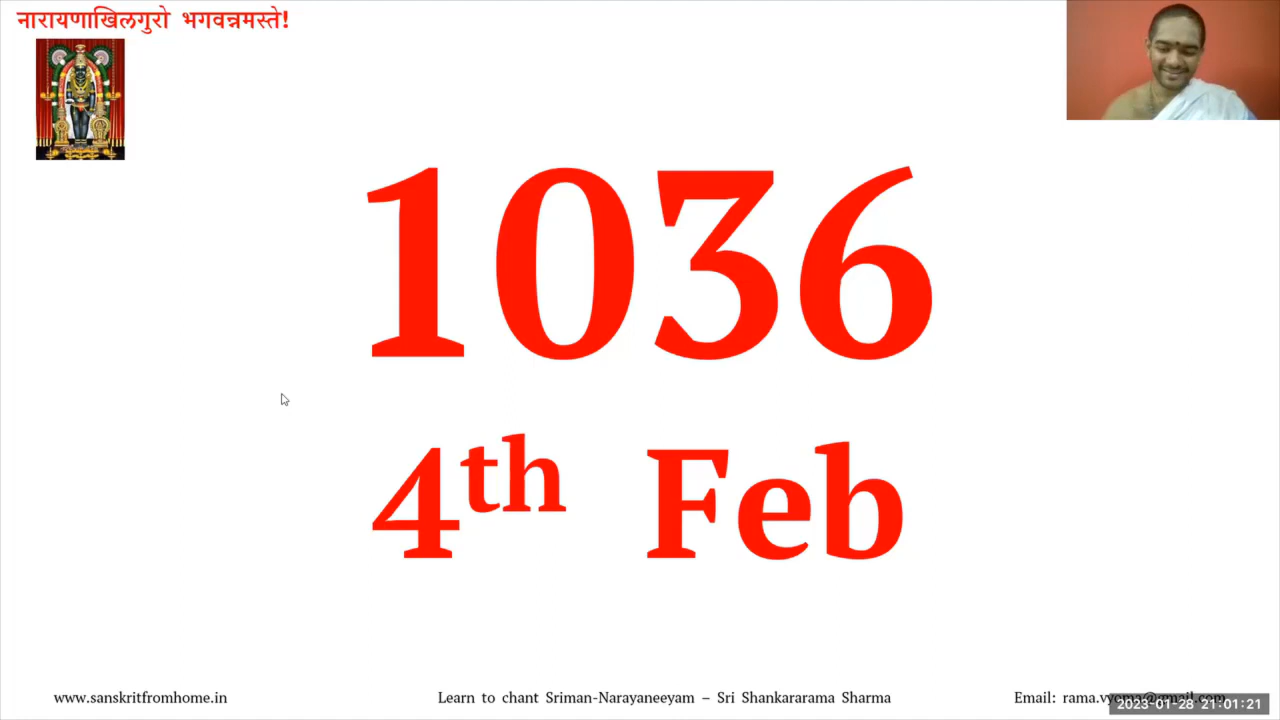 नारायणाखिलगुरो भगवन्नमस्ते!
1036
4th Feb
www.sanskritfromhome.in
Learn to chant Sriman-Narayaneeyam – Sri Shankararama Sharma
Email:
2023-01-28 21:01:21